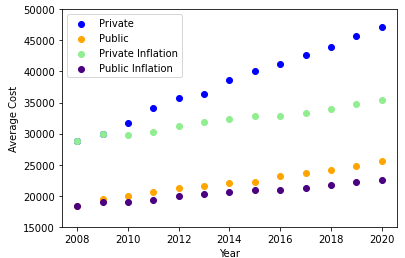 50000
45000
40000
35000
30000
25000
20000
15000
Average Cost
Private
Public
Private Inflation
Public Inflation
2008 2010 2012 2014 2016 2018 2020
Year